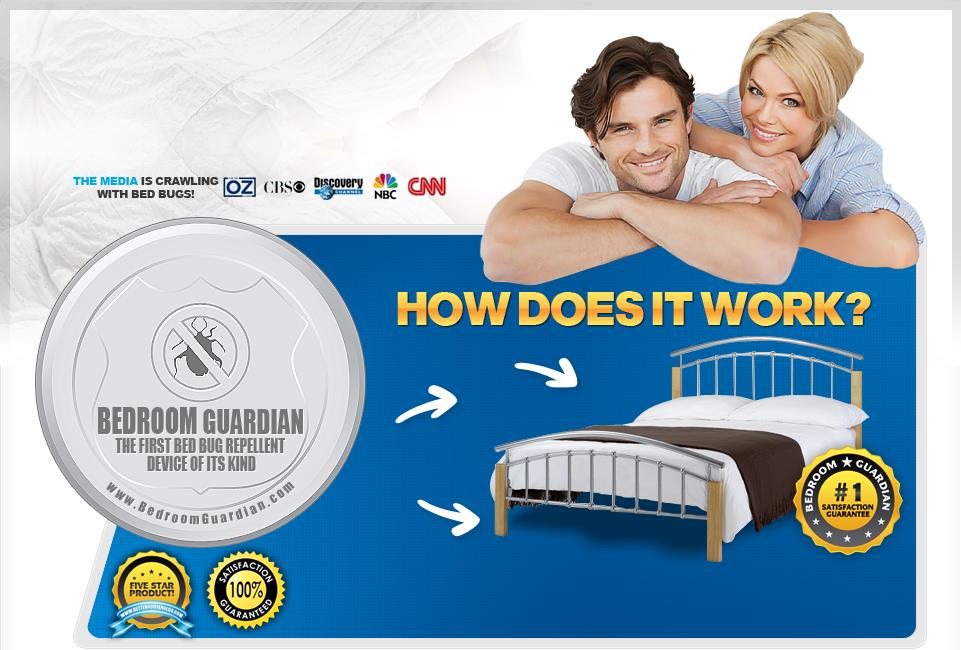 THE MEDIA IS CRAWLING
WITH BED BUGS!
OZ
CBS
Discovery
CHANNEL
NBC
CNN
HOW DOES IT WORK?
BEDROOM GUARDIAN
THE FIRST BED BUG REPELLENT
DEVICE OF ITS KIND
www.BedroomGuardian.com
BEDROOM ★ GUARDIAN
#1
SATISFACTION
GUARANTEE
FIVE STAR
PRODUCT!
SATISFACTION
100%
GUARANTEED